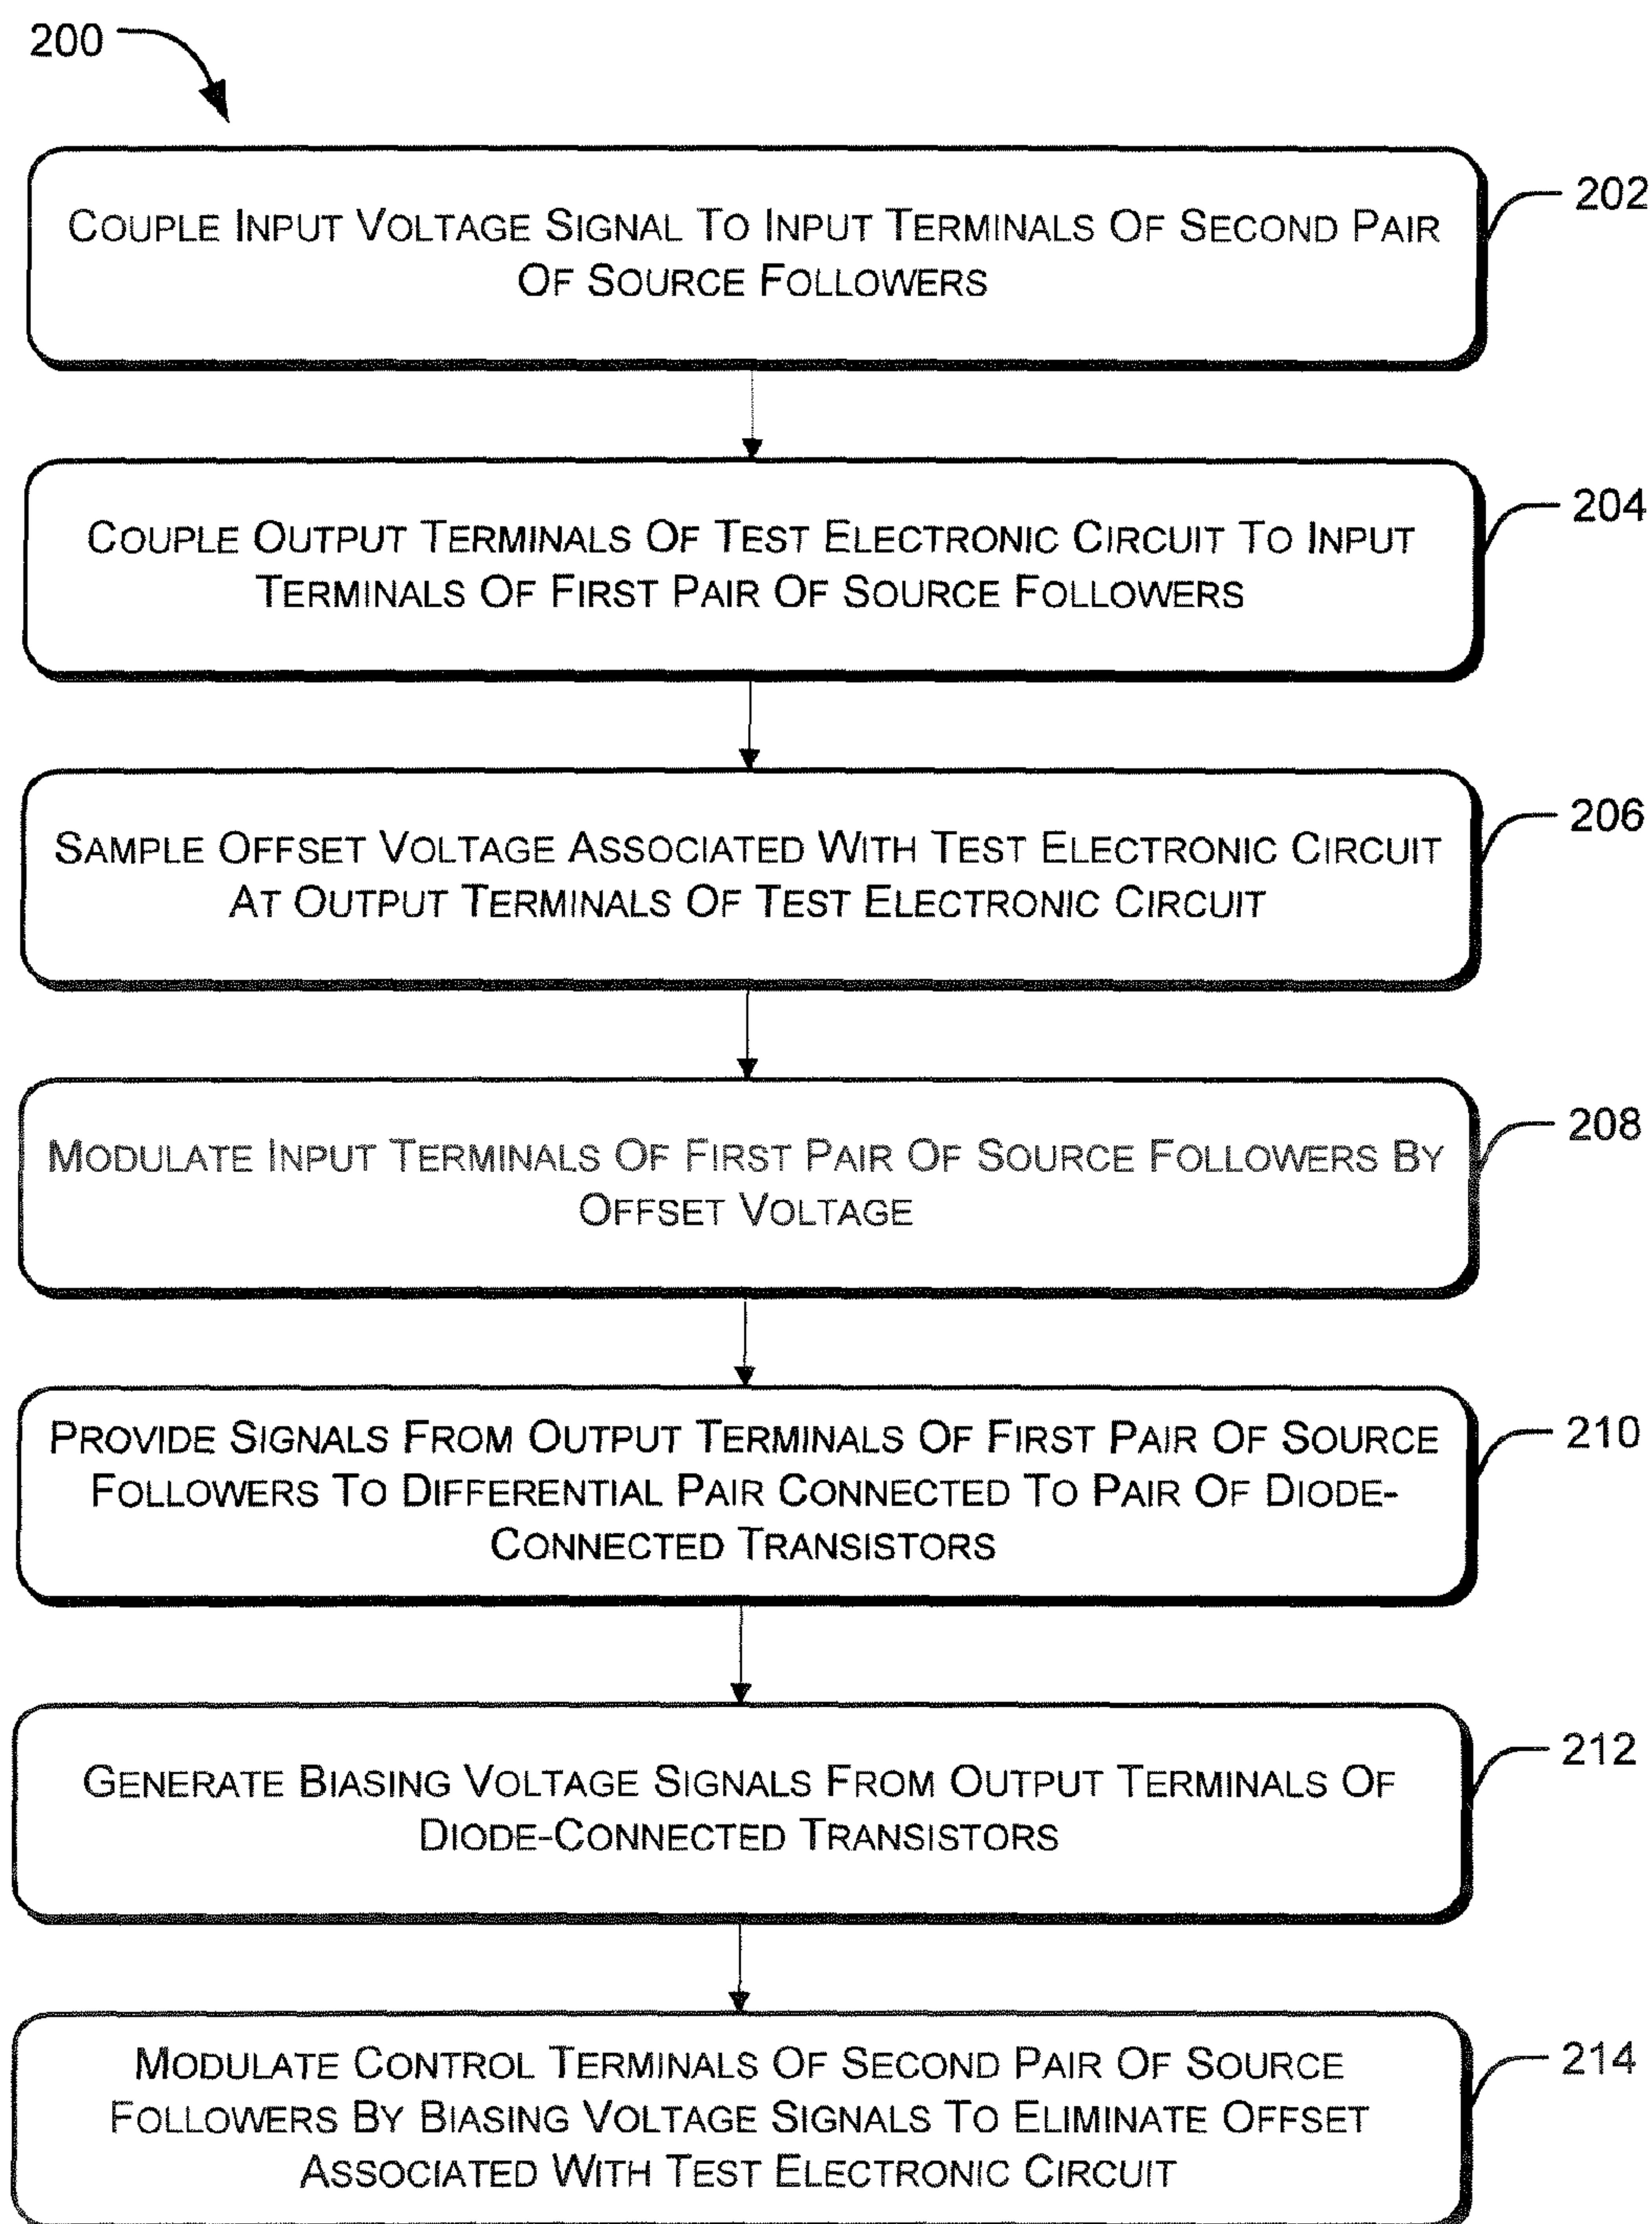 200
COUPLE INPUT VOLTAGE SIGNAL TO INPUT TERMINALS OF SECOND PAIR
OF SOURCE FOLLOWERS
202
COUPLE OUTPUT TERMINALS OF TEST ELECTRONIC CIRCUIT TO INPUT
TERMINALS OF FIRST PAIR OF SOURCE FOLLOWERS
204
SAMPLE OFFSET VOLTAGE ASSOCIATED WITH TEST ELECTRONIC CIRCUIT
AT OUTPUT TERMINALS OF TEST ELECTRONIC CIRCUIT
206
MODULATE INPUT TERMINALS OF FIRST PAIR OF SOURCE FOLLOWERS BY
OFFSET VOLTAGE
208
PROVIDE SIGNALS FROM OUTPUT TERMINALS OF FIRST PAIR OF SOURCE
FOLLOWERS TO DIFFERENTIAL PAIR CONNECTED TO PAIR OF DIODE-
CONNECTED TRANSISTORS
210
GENERATE BIASING VOLTAGE SIGNALS FROM OUTPUT TERMINALS OF
DIODE-CONNECTED TRANSISTORS
212
MODULATE CONTROL TERMINALS OF SECOND PAIR OF SOURCE
FOLLOWERS BY BIASING VOLTAGE SIGNALS TO ELIMINATE OFFSET
ASSOCIATED WITH TEST ELECTRONIC CIRCUIT
214